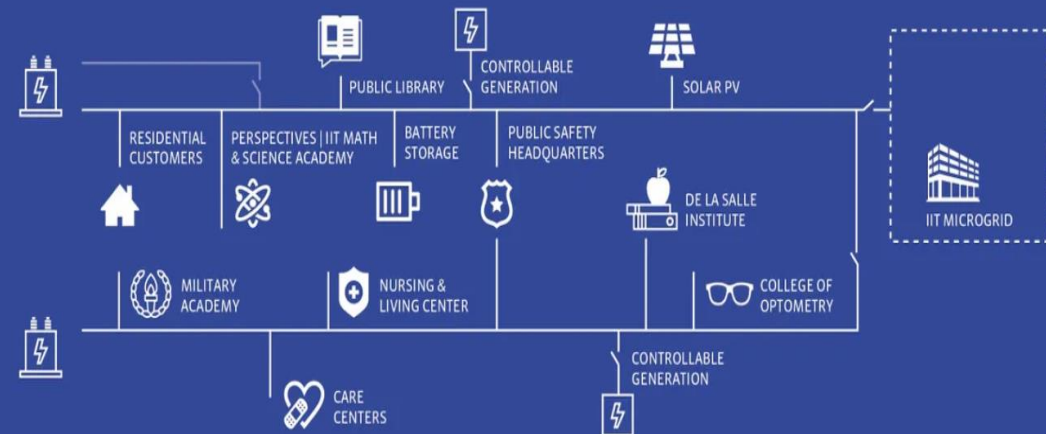 PUBLIC LIBRARY
CONTROLLABLE
GENERATION
SOLAR PV
RESIDENTIAL
CUSTOMERS
PERSPECTIVES | IIT MATH
& SCIENCE ACADEMY
BATTERY
STORAGE
PUBLIC SAFETY
HEADQUARTERS
DE LA SALLE
INSTITUTE
IIT MICROGRID
MILITARY
ACADEMY
NURSING &
LIVING CENTER
COLLEGE OF
OPTOMETRY
CONTROLLABLE
GENERATION
CARE
CENTERS